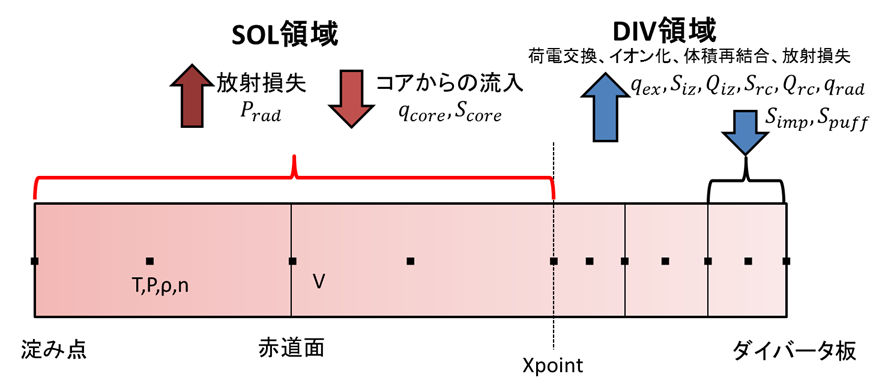 SOL領域
DIV領域
荷電交換、イオン化、体積再結合、放射損失
放射損失
P_rad
コアからの流入
q_core, S_core
q_ex, S_iz, Q_iz, S_rc, Q_rc, q_rad
S_imp, S_puff
T,P,ρ,n
V
淀み点
赤道面
Xpoint
ダイバータ板